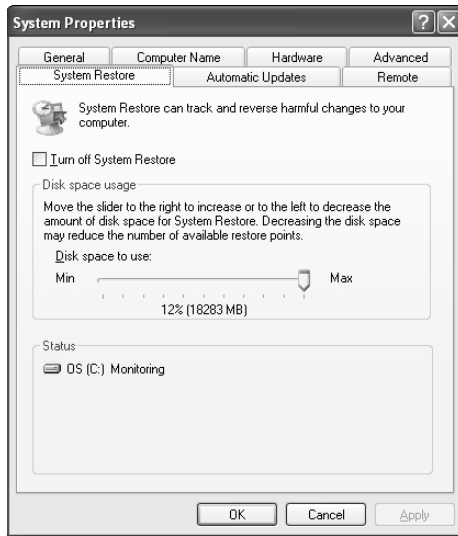 System Properties
General Computer Name Hardware Advanced
System Restore Automatic Updates Remote
System Restore can track and reverse harmful changes to your
computer.
Turn off System Restore
Disk space usage
Move the slider to the right to increase or to the left to decrease the
amount of disk space for System Restore. Decreasing the disk space
may reduce the number of available restore points.
Disk space to use:
Min Max
12% (18283 MB)
Status
OS (C:) Monitoring
OK Cancel Apply